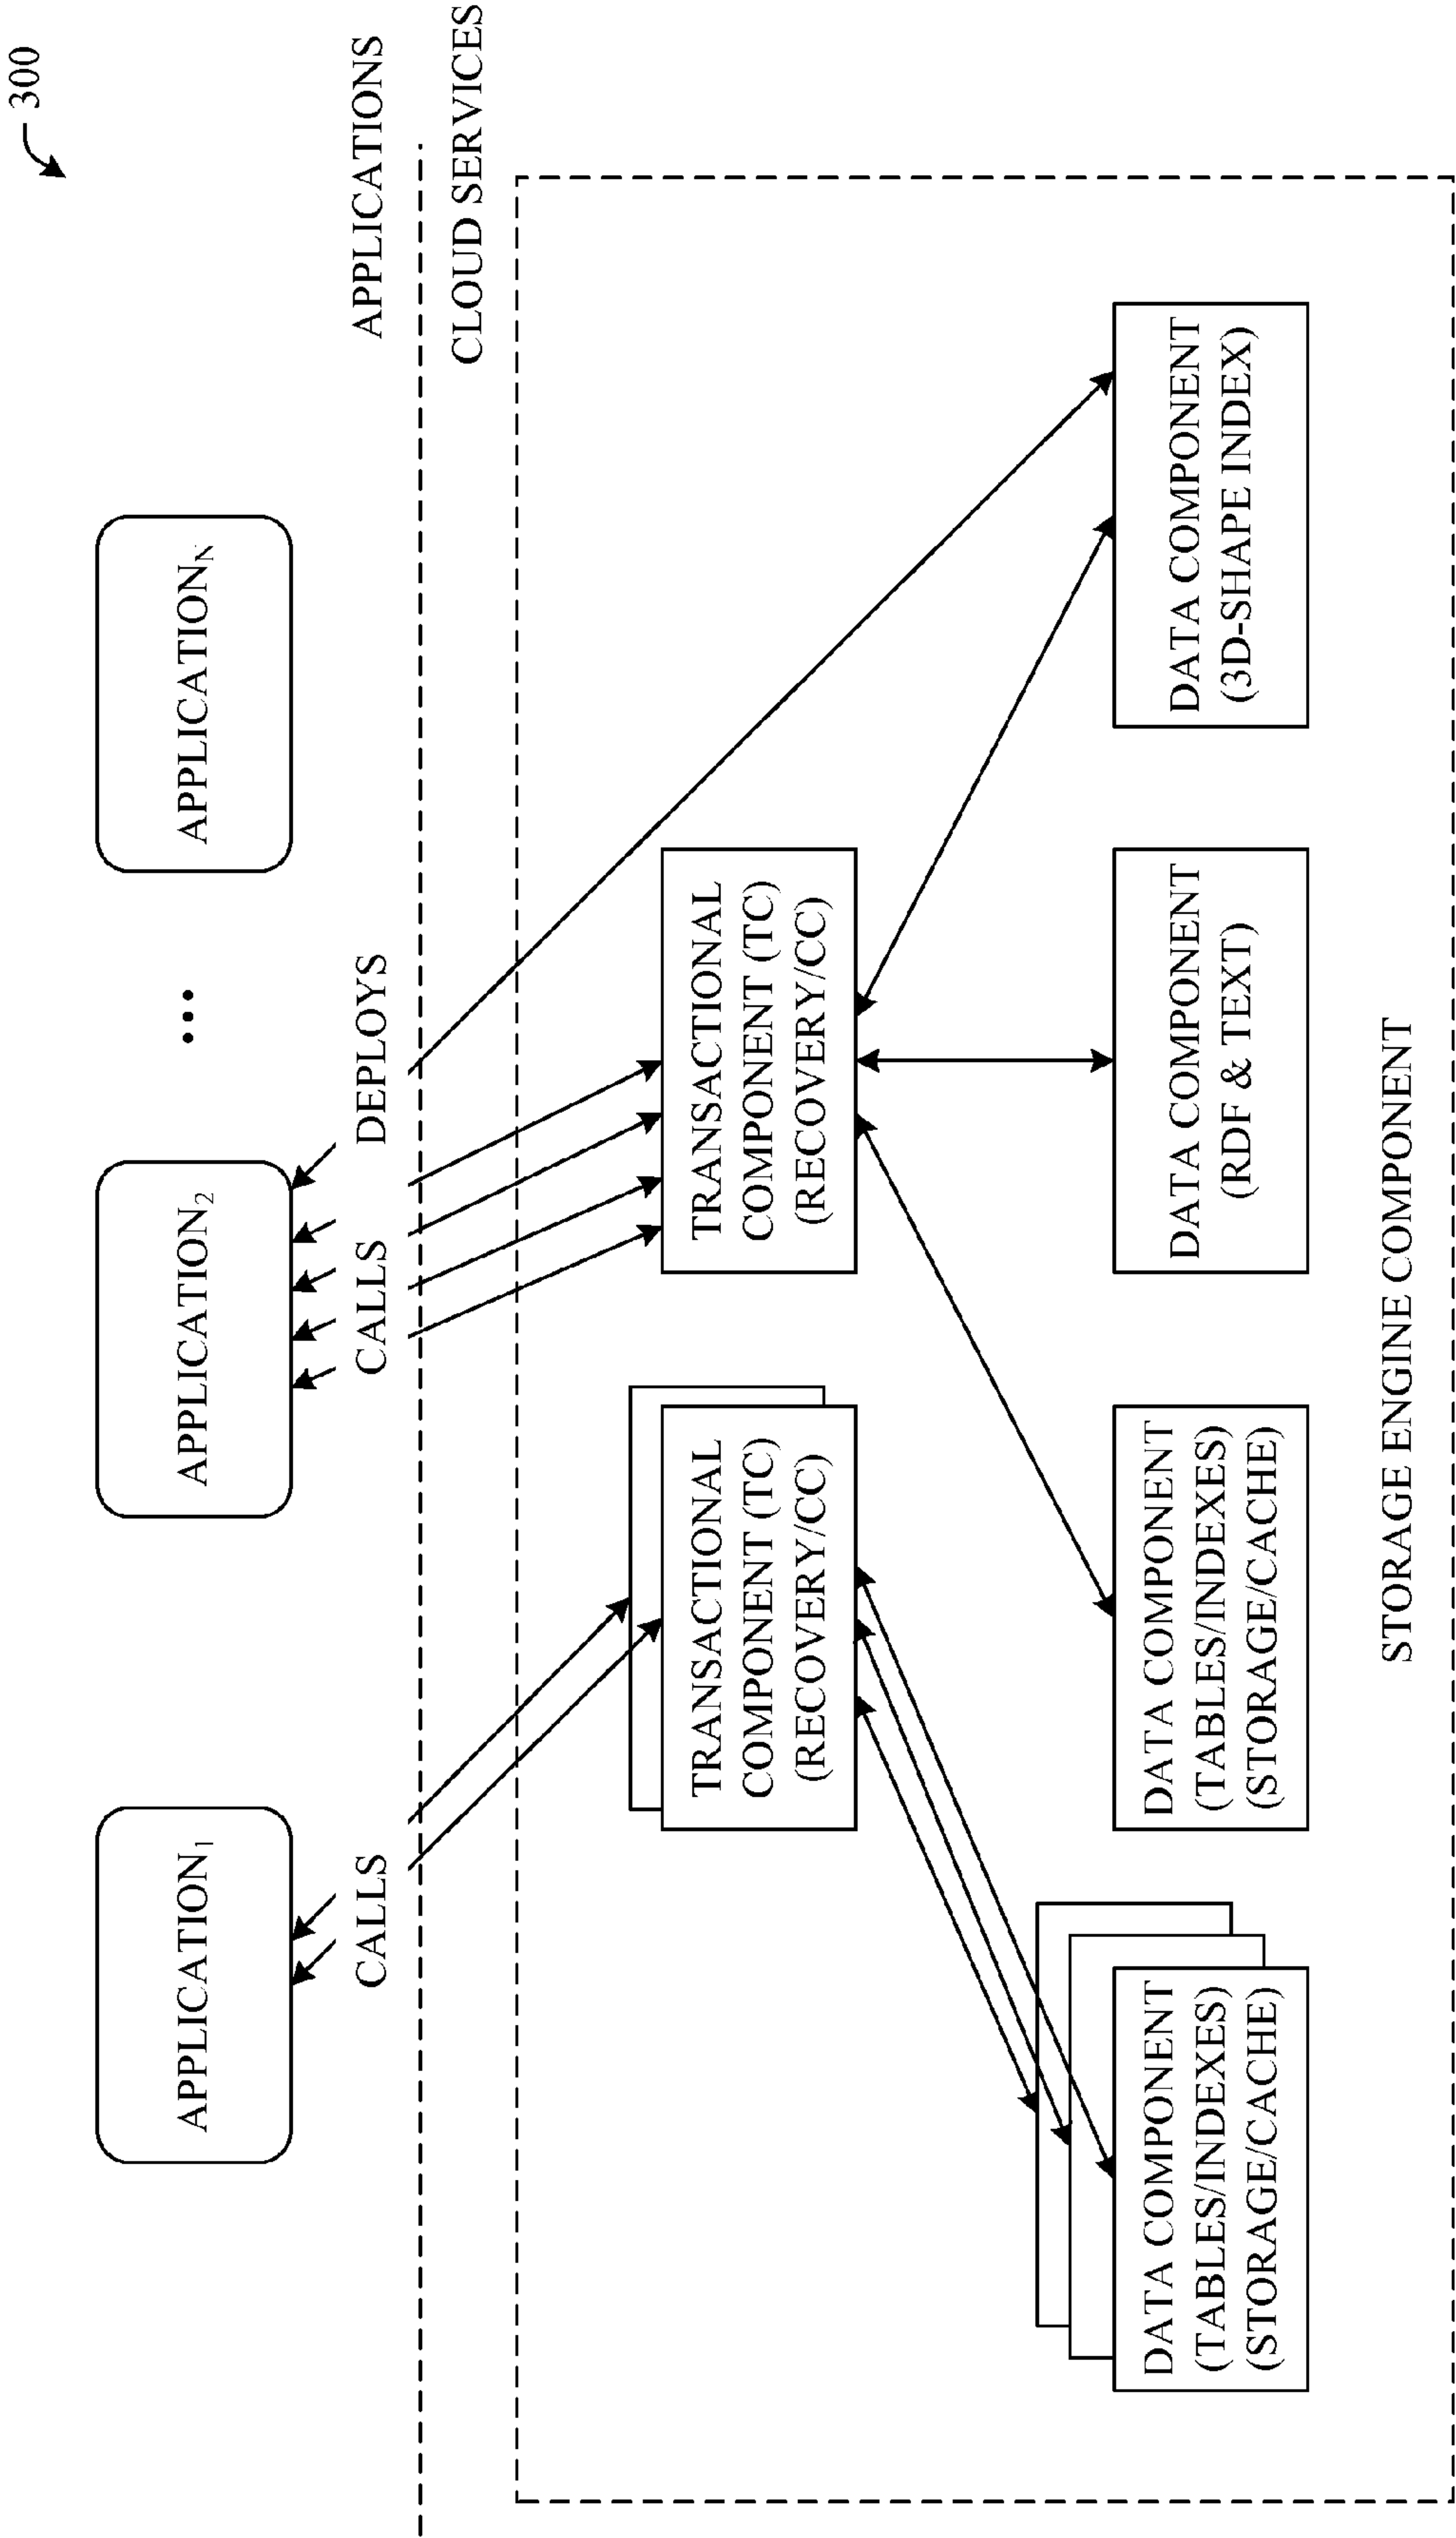 300
APPLICATION1
APPLICATION2
...
APPLICATIONN
CALLS
CALLS
DEPLOYS
APPLICATIONS
CLOUD SERVICES
TRANSACTIONAL
COMPONENT (TC)
(RECOVERY/CC)
TRANSACTIONAL
COMPONENT (TC)
(RECOVERY/CC)
DATA COMPONENT
(TABLES/INDEXES)
(STORAGE/CACHE)
DATA COMPONENT
(TABLES/INDEXES)
(STORAGE/CACHE)
DATA COMPONENT
(RDF & TEXT)
DATA COMPONENT
(3D-SHAPE INDEX)
STORAGE ENGINE COMPONENT